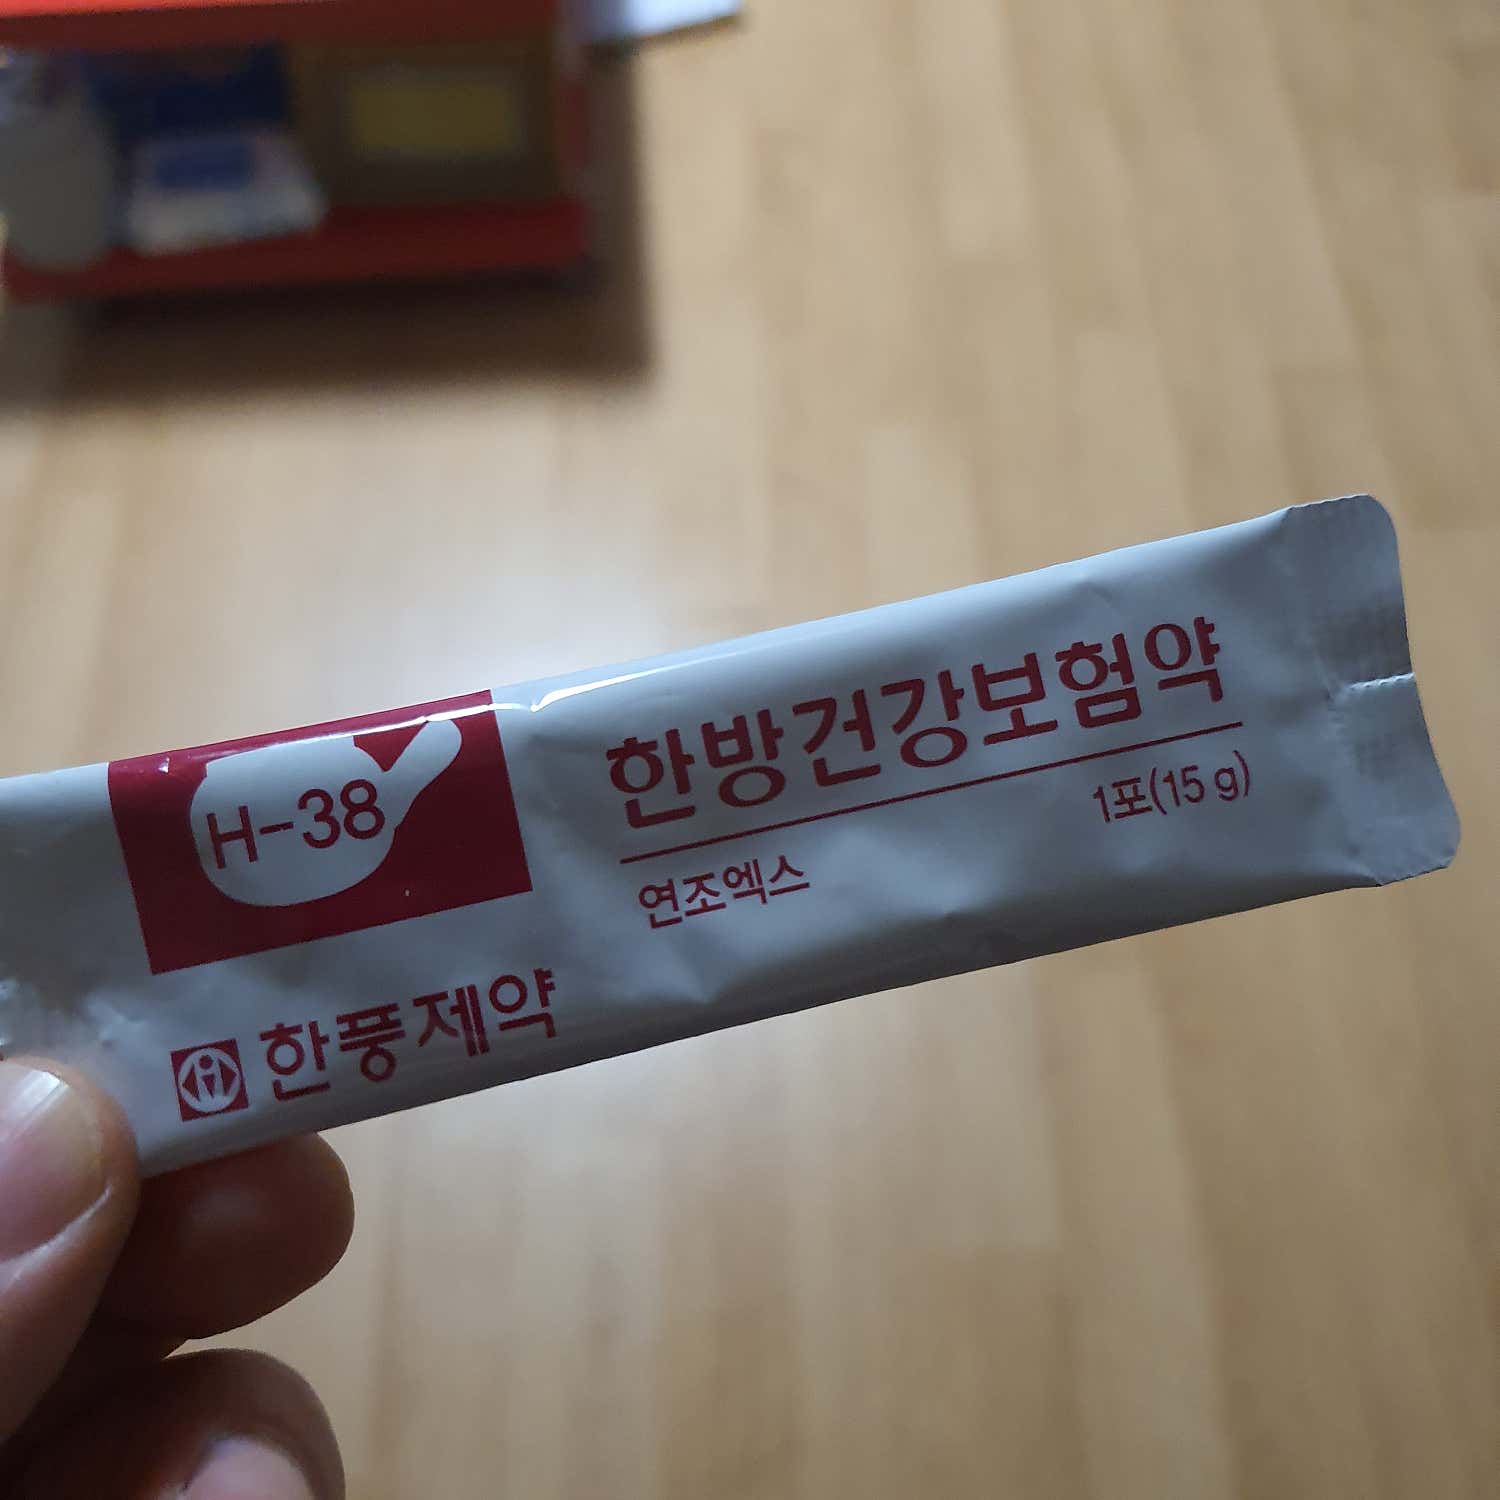 H-38
한방건강보험약
1포(15 g)
연조엑스
한풍제약